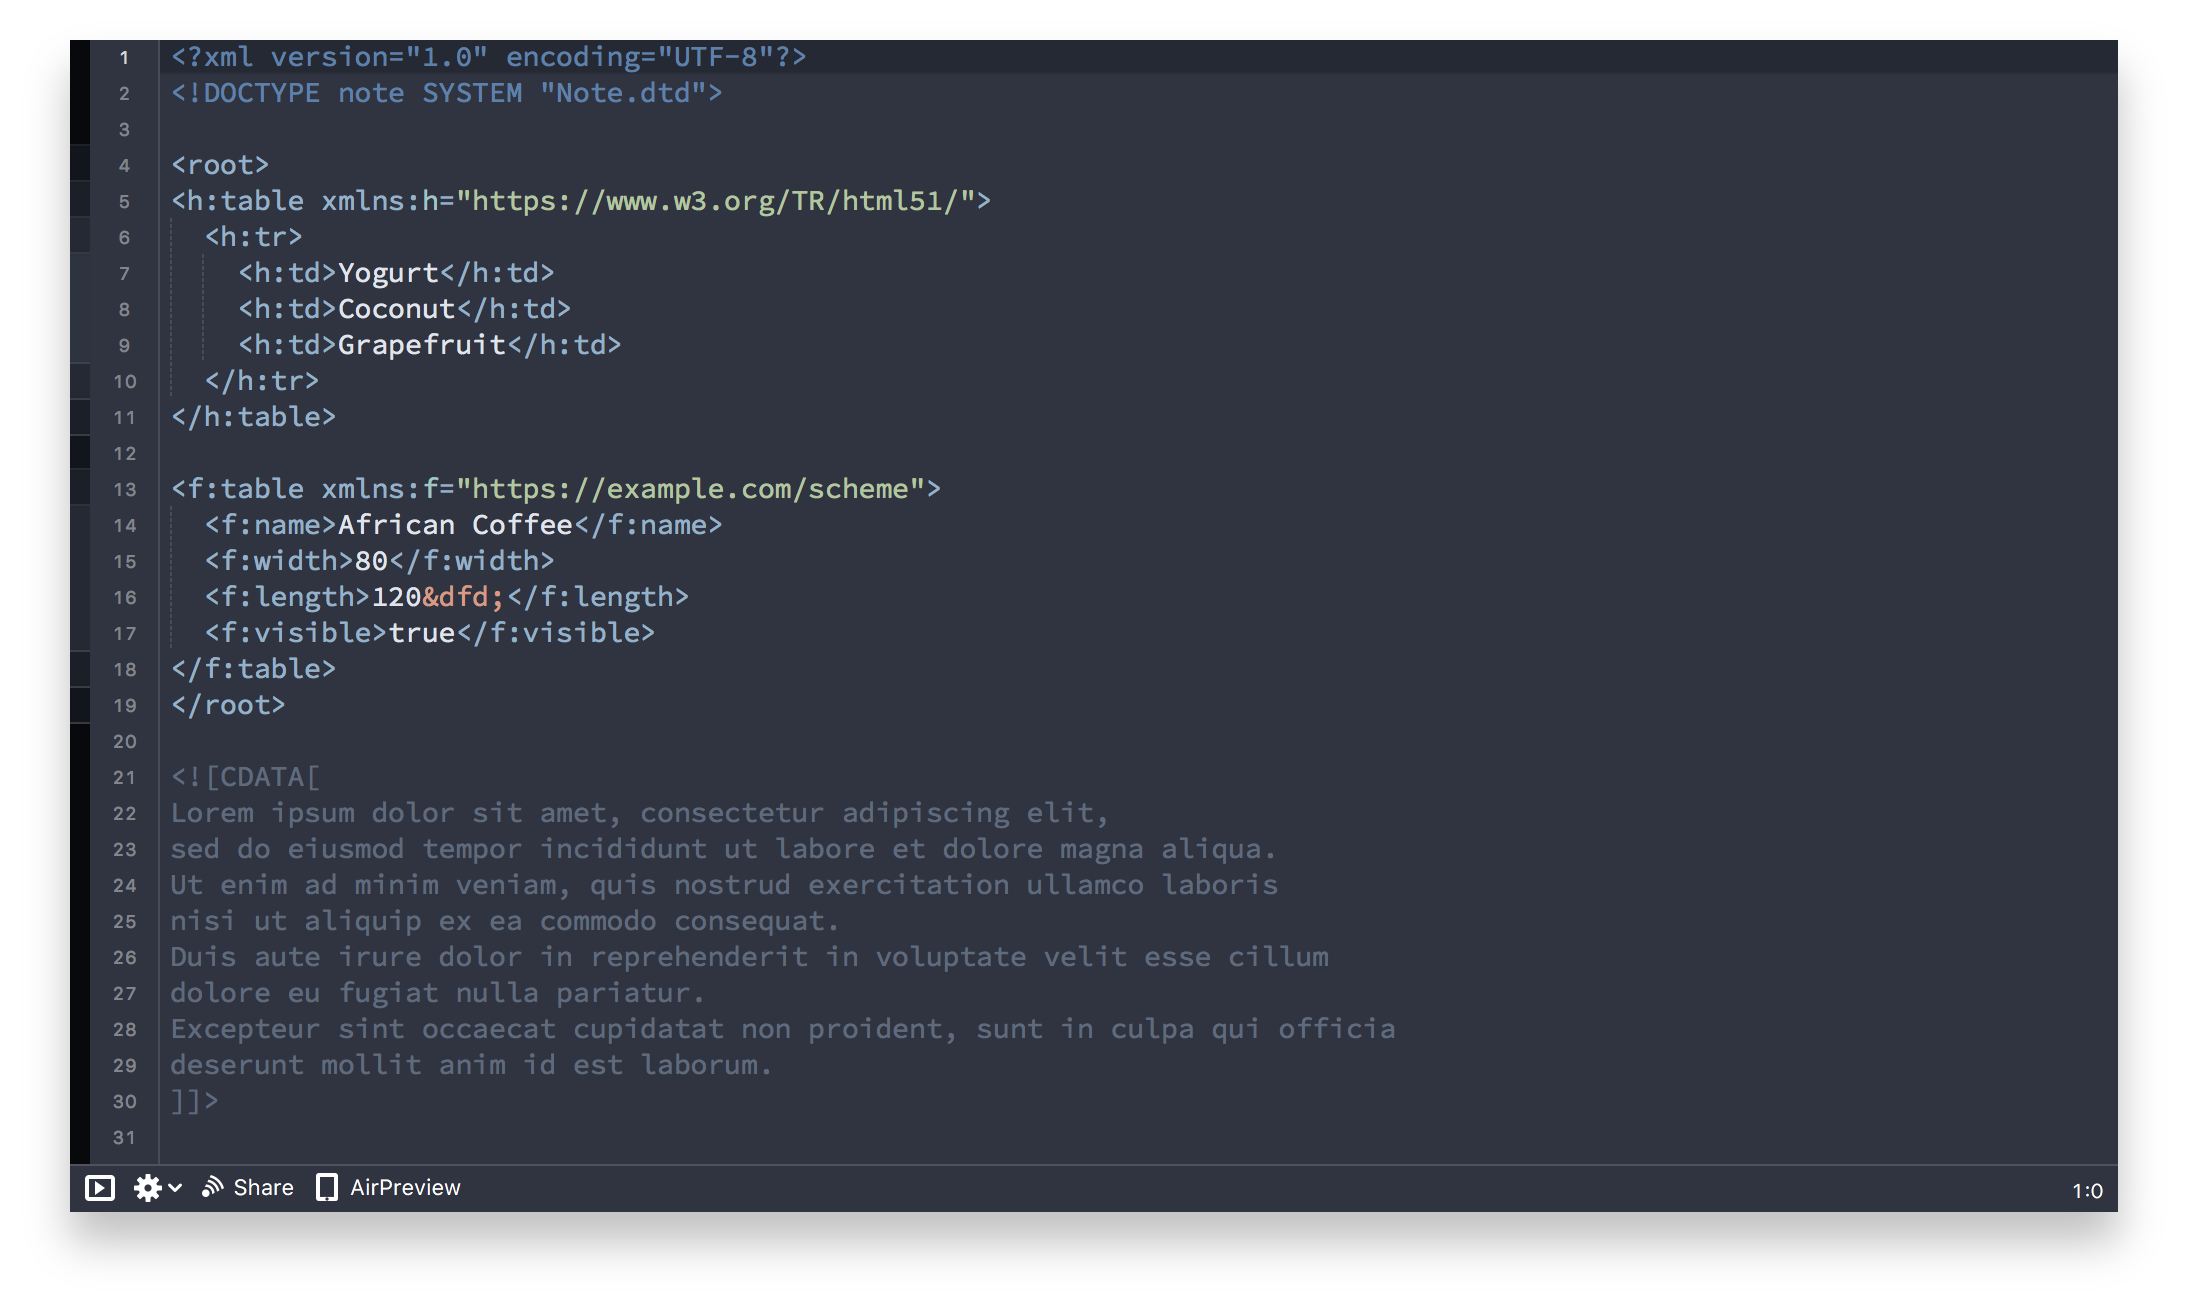 1 <?xml version="1.0" encoding="UTF-8"?>
2 <!DOCTYPE note SYSTEM "Note.dtd">
3
4 <root>
5 <h:table xmlns:h="https://www.w3.org/TR/html51/">
6   <h:tr>
7     <h:td>Yogurt</h:td>
8     <h:td>Coconut</h:td>
9     <h:td>Grapefruit</h:td>
10   </h:tr>
11 </h:table>
12
13 <f:table xmlns:f="https://example.com/scheme">
14   <f:name>African Coffee</f:name>
15   <f:width>80</f:width>
16   <f:length>120&dfd;</f:length>
17   <f:visible>true</f:visible>
18 </f:table>
19 </root>
20
21 <![CDATA[
22 Lorem ipsum dolor sit amet, consectetur adipiscing elit,
23 sed do eiusmod tempor incididunt ut labore et dolore magna aliqua.
24 Ut enim ad minim veniam, quis nostrud exercitation ullamco laboris
25 nisi ut aliquip ex ea commodo consequat.
26 Duis aute irure dolor in reprehenderit in voluptate velit esse cillum
27 dolore eu fugiat nulla pariatur.
28 Excepteur sint occaecat cupidatat non proident, sunt in culpa qui officia
29 deserunt mollit anim id est laborum.
30 ]]>
31
Share AirPreview 1:0